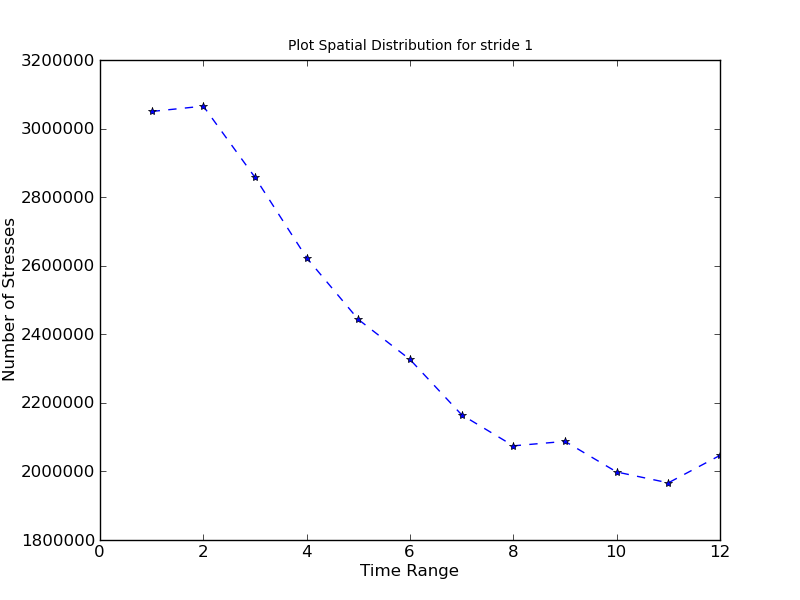 Plot Spatial Distribution for stride 1
3200000
3000000
2800000
2600000
2400000
2200000
2000000
1800000
Number of Stresses
0 2 4 6 8 10 12
Time Range